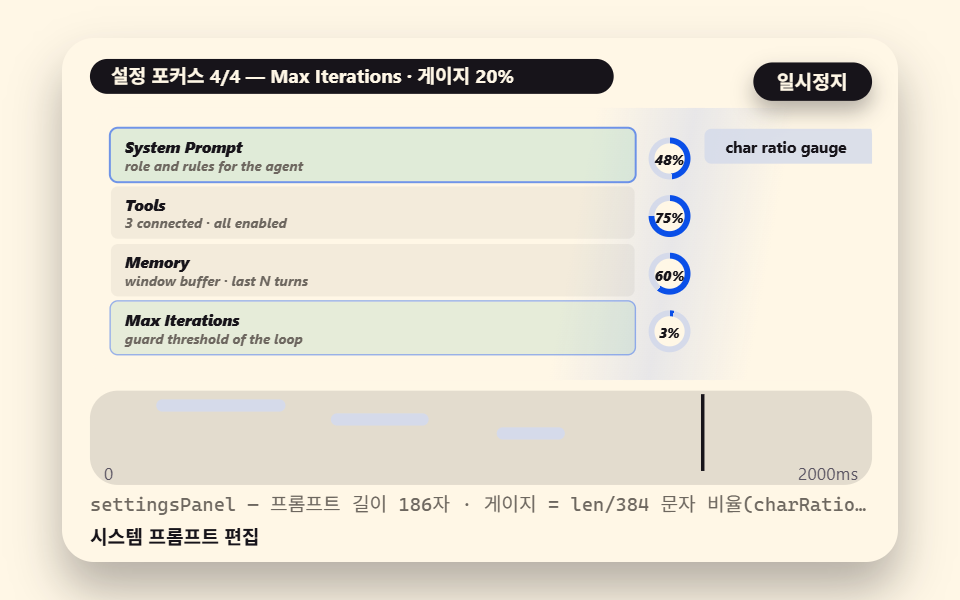 설정 포커스 4/4 — Max Iterations · 게이지 20%
일시정지
System Prompt
role and rules for the agent
48%
char ratio gauge
Tools
3 connected · all enabled
75%
Memory
window buffer · last N turns
60%
Max Iterations
guard threshold of the loop
3%
0
2000ms
settingsPanel — 프롬프트 길이 186자 · 게이지 = len/384 문자 비율(charRatio…
시스템 프롬프트 편집